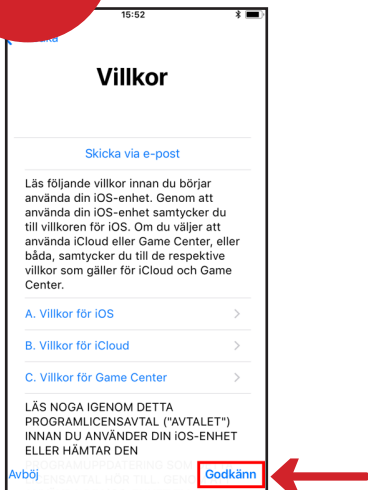 15:52
Villkor
Skicka via e-post
Läs följande villkor innan du börjar
använda din iOS-enhet. Genom att
använda din iOS-enhet samtycker du
till villkoren för iOS. Om du väljer att
använda iCloud eller Game Center, eller
båda, samtycker du till de respektive
villkor som gäller för iCloud och Game
Center.
A. Villkor för iOS
B. Villkor för iCloud
C. Villkor för Game Center
LÄS NOGA IGENOM DETTA
PROGRAMLICENSAVTAL ("AVTALET")
INNAN DU ANVÄNDER DIN iOS-ENHET
ELLER HÄMTAR DEN
PROGRAMUPPDATERING SOM
Avböj
Godkänn